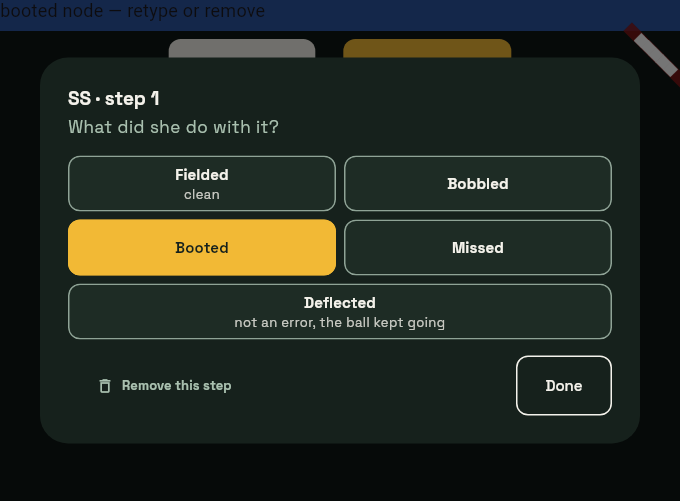 booted node — retype or remove
SS · step 1
What did she do with it?
Fielded
clean
Bobbled
Booted
Missed
Deflected
not an error, the ball kept going
Remove this step
Done